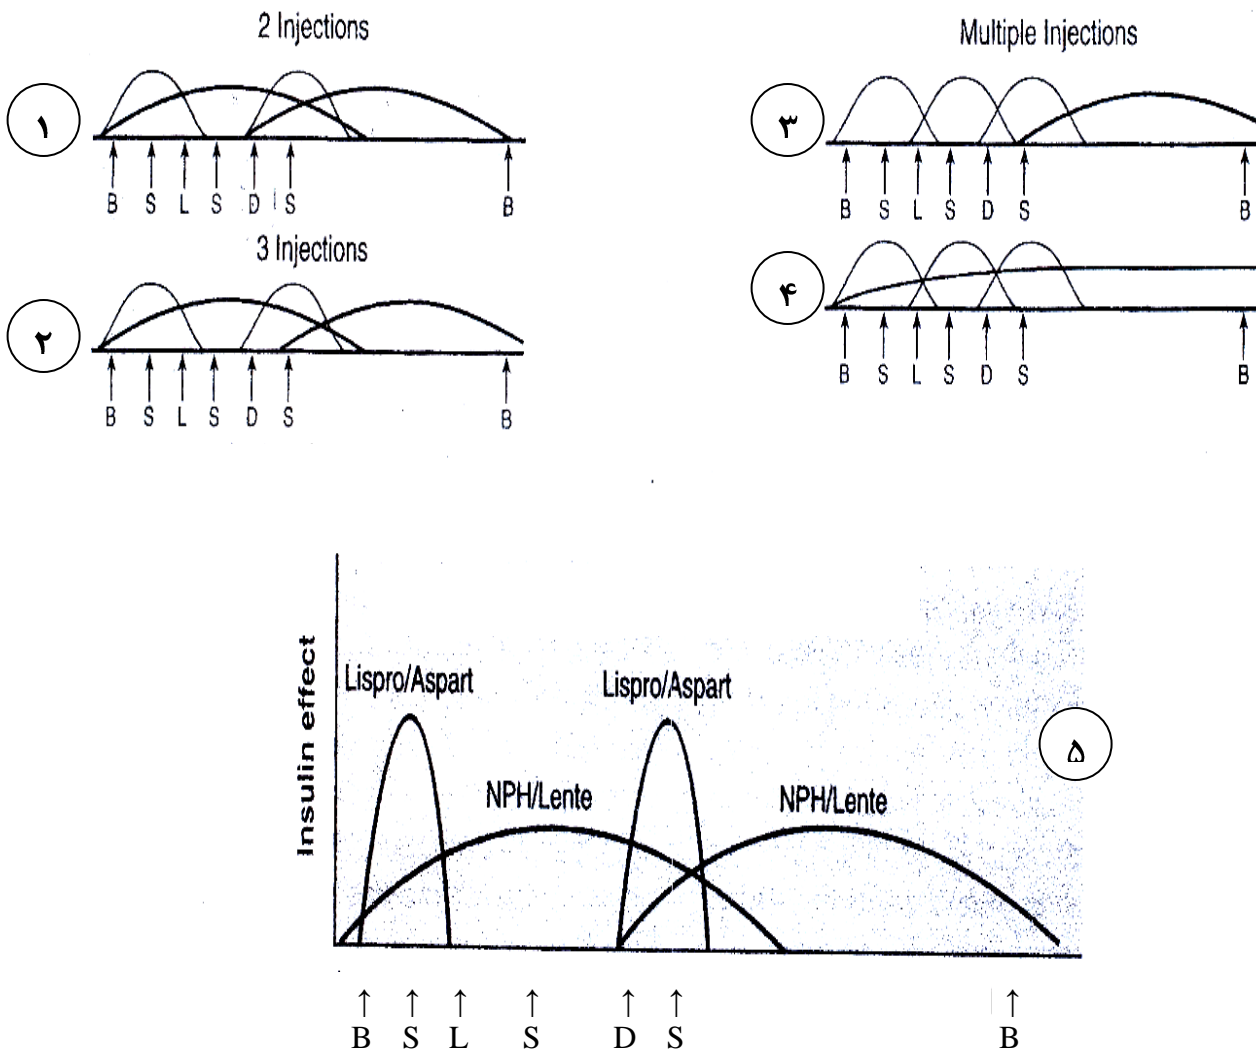 2 Injections
۱
B S L S D S B
3 Injections
۲
B S L S D S B
Multiple Injections
۳
B S L S D S B
۴
B S L S D S B
Insulin effect
Lispro/Aspart Lispro/Aspart
۵
NPH/Lente NPH/Lente
B S L S D S B